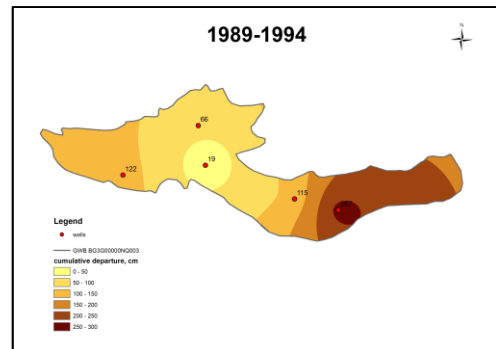 1989-1994
N
66
19
122
115
Legend
wells
GWB BG3G00000NQ003
cumulative departure, cm
0 - 50
50 - 100
100 - 150
150 - 200
200 - 250
250 - 300